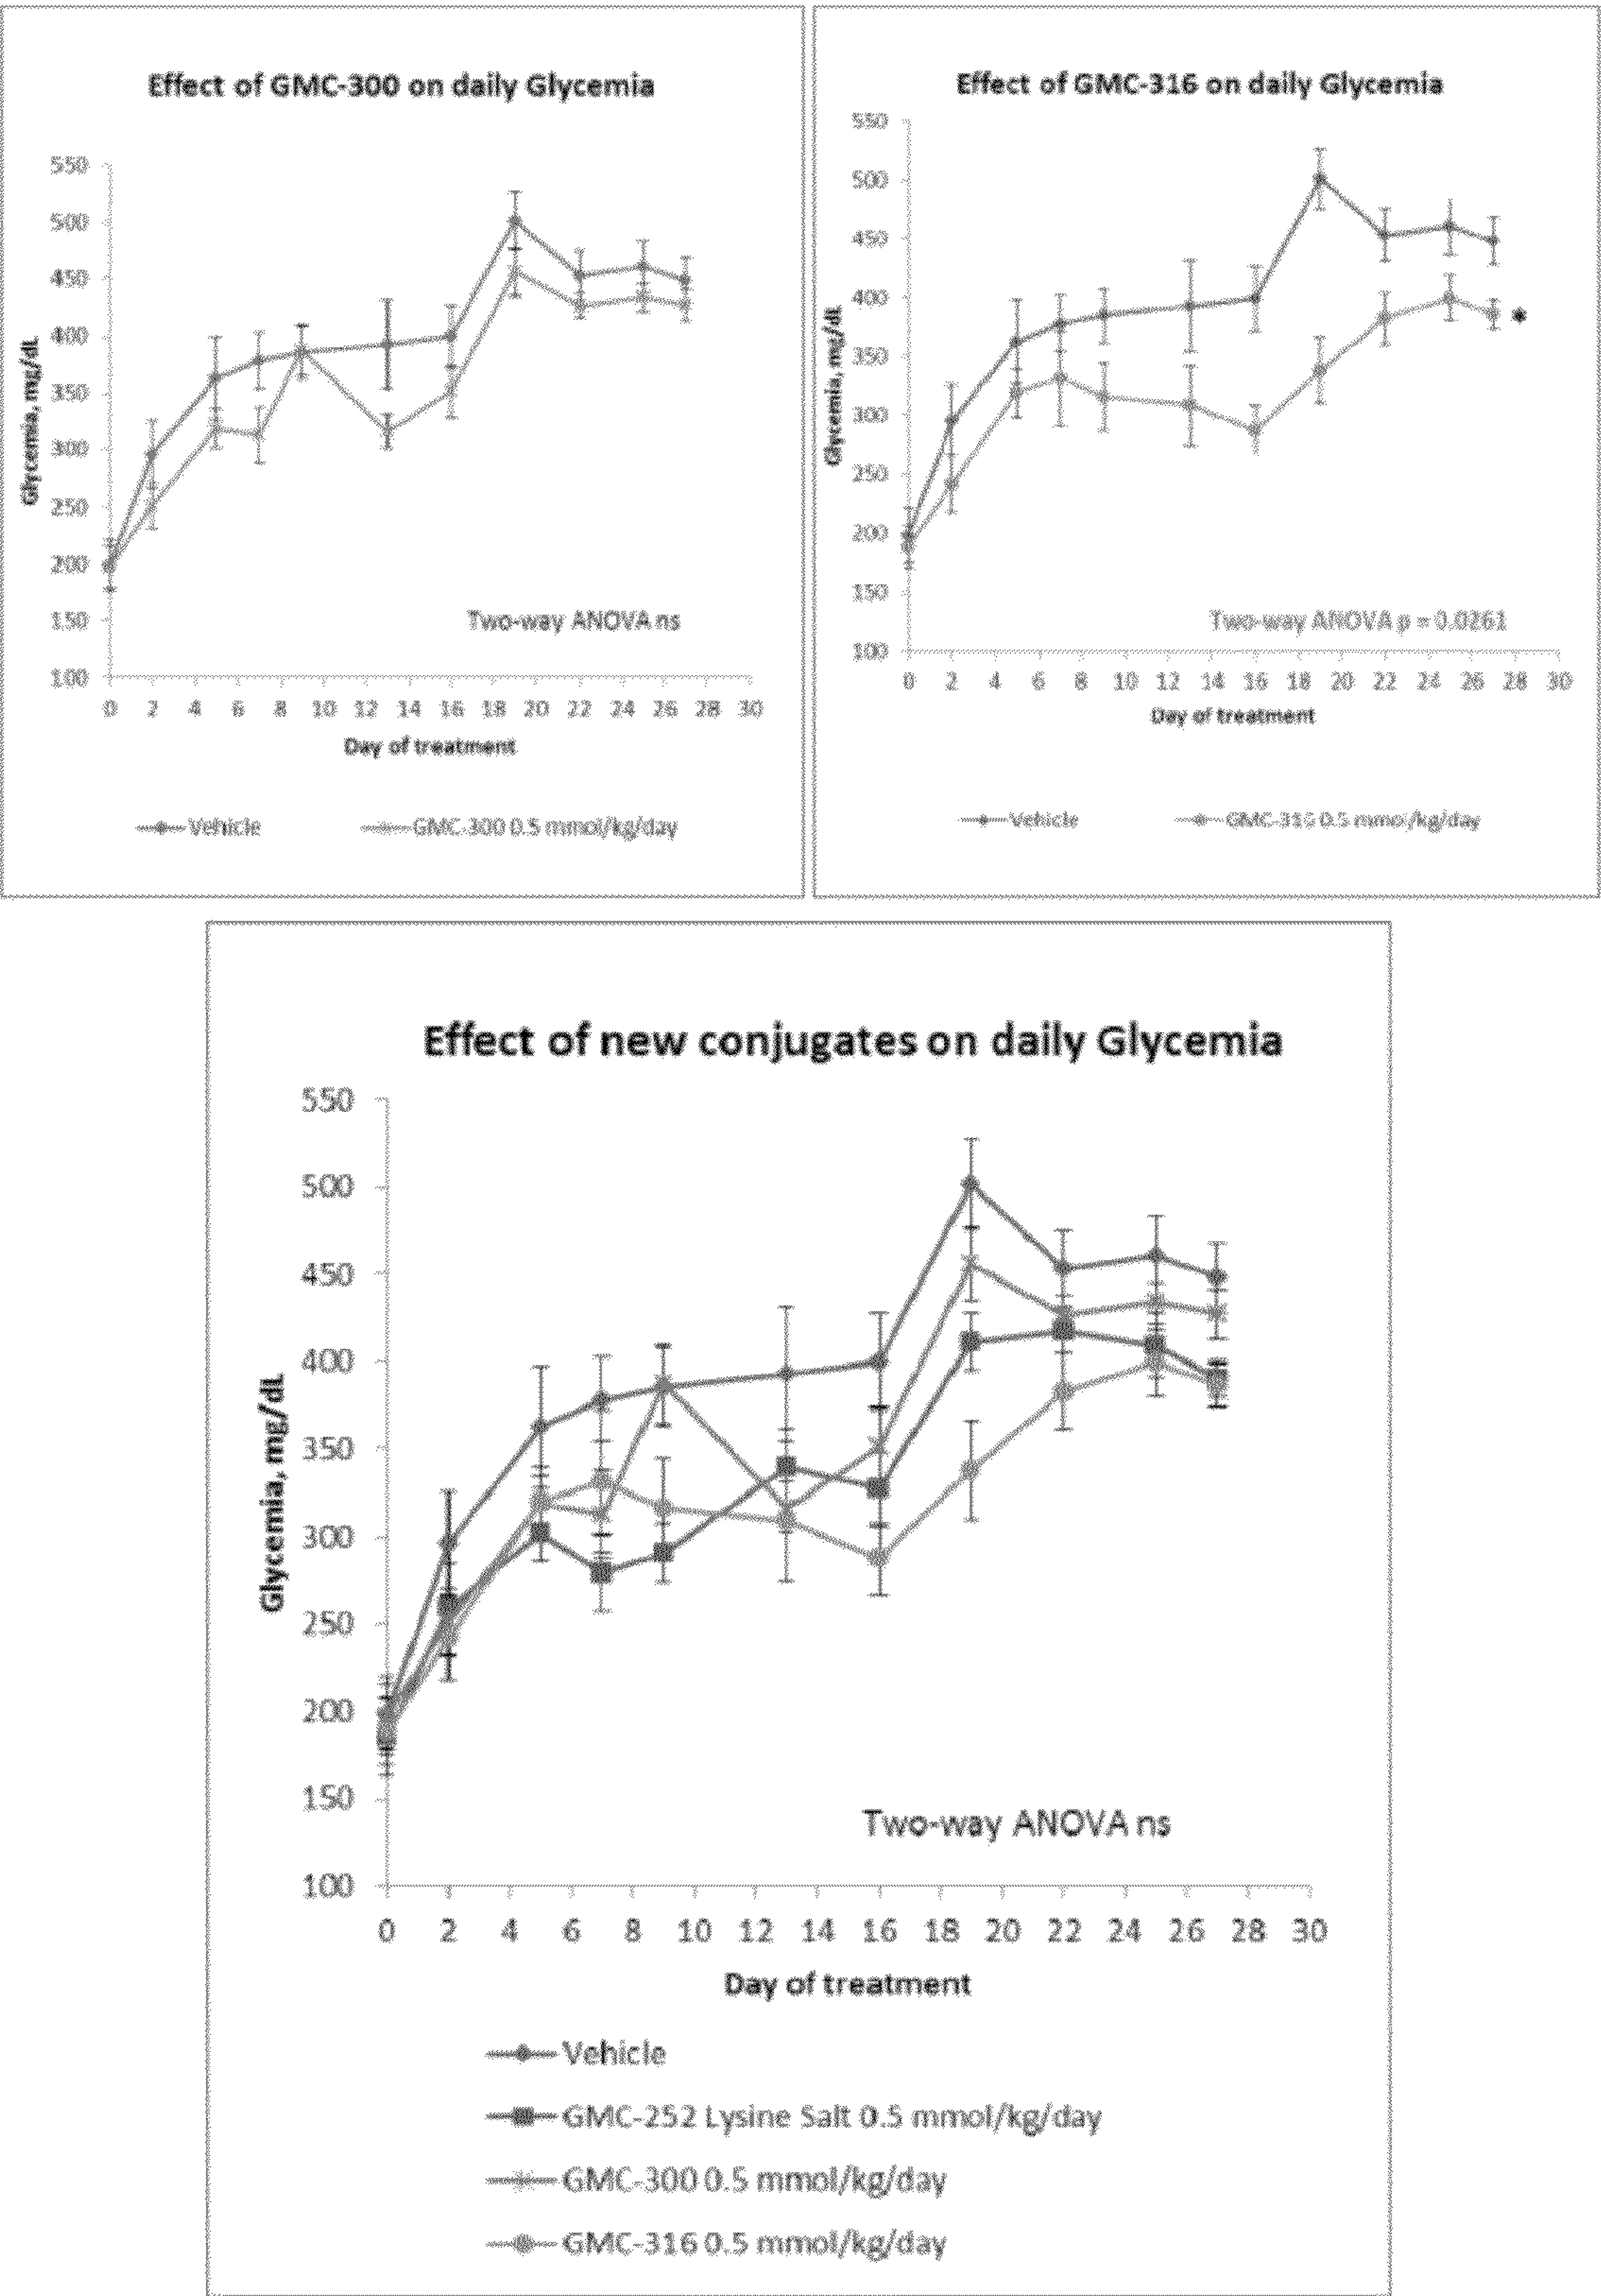 Effect of GMC-300 on daily Glycemia
550
500
450
400
350
300
250
200
150
100
Glycemia, mg/dL
Two-way ANOVA ns
0 2 4 6 8 10 12 14 16 18 20 22 24 26 28 30
Day of treatment
Vehicle
GMC-300 0.5 mmol/kg/day
Effect of GMC-316 on daily Glycemia
550
500
450
400
350
300
250
200
150
100
Glycemia, mg/dL
*
Two-way ANOVA p = 0.0261
0 2 4 6 8 10 12 14 16 18 20 22 24 26 28 30
Day of treatment
Vehicle
GMC-316 0.5 mmol/kg/day
Effect of new conjugates on daily Glycemia
550
500
450
400
350
300
250
200
150
100
Glycemia, mg/dL
Two-way ANOVA ns
0 2 4 6 8 10 12 14 16 18 20 22 24 26 28 30
Day of treatment
Vehicle
GMC-252 Lysine Salt 0.5 mmol/kg/day
GMC-300 0.5 mmol/kg/day
GMC-316 0.5 mmol/kg/day